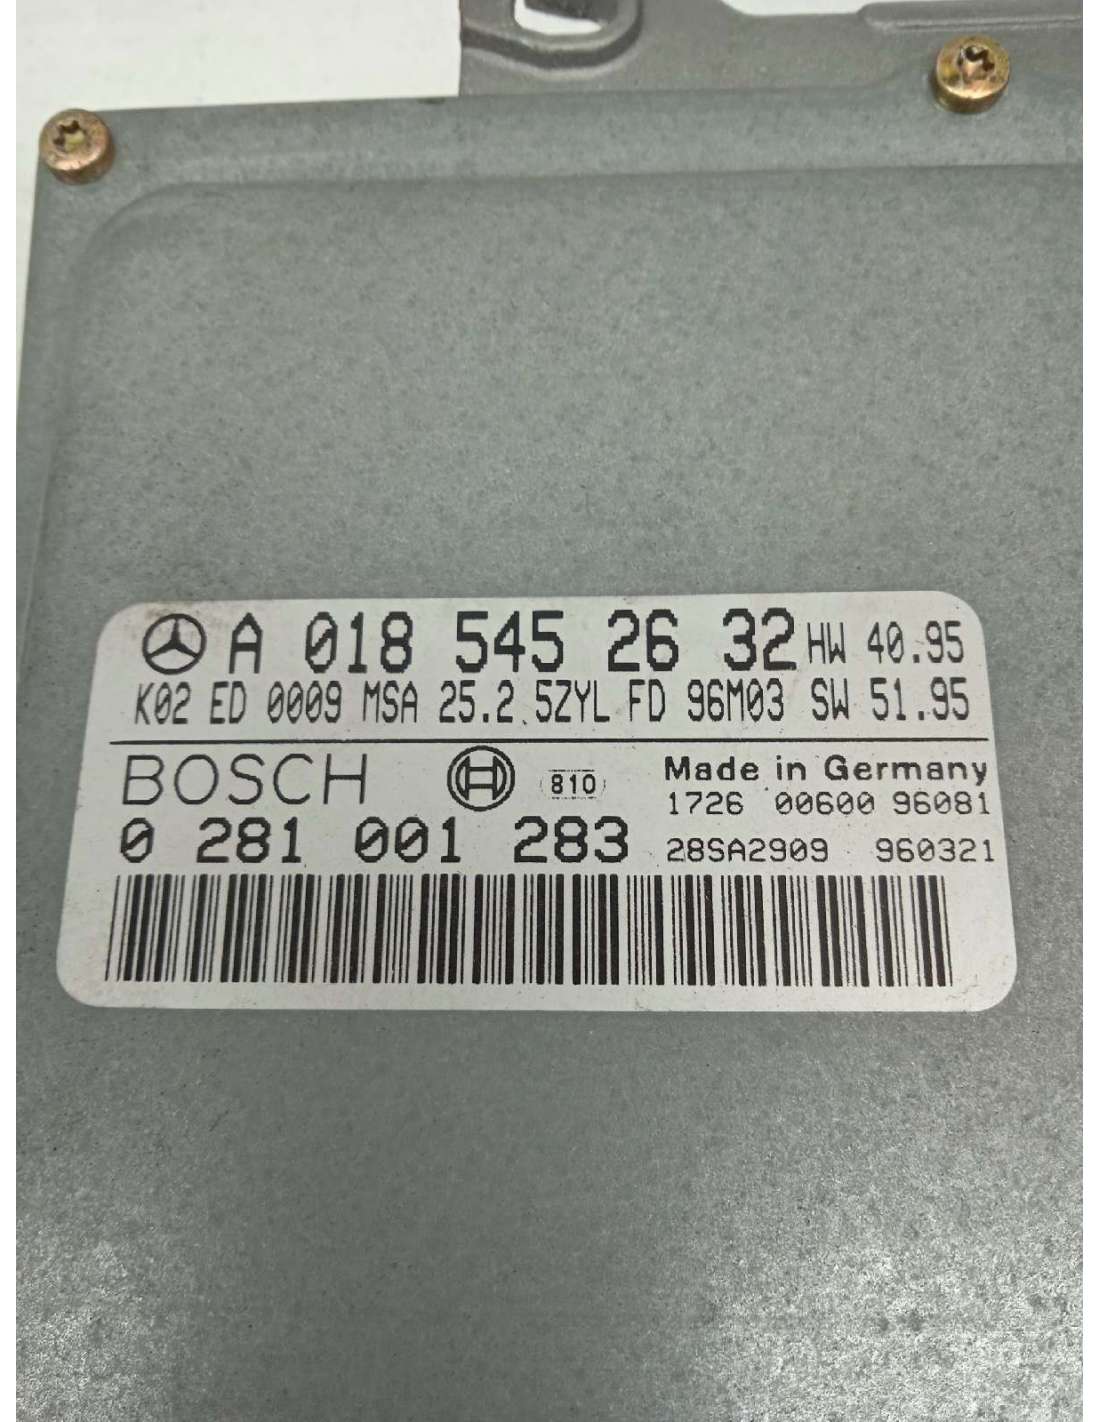 A 018 545 26 32 HW 40.95
K02 ED 0009 MSA 25.2 5ZYL FD 96M03 SW 51.95
BOSCH 810 Made in Germany
1726 00600 96081
0 281 001 283 28SA2909 960321